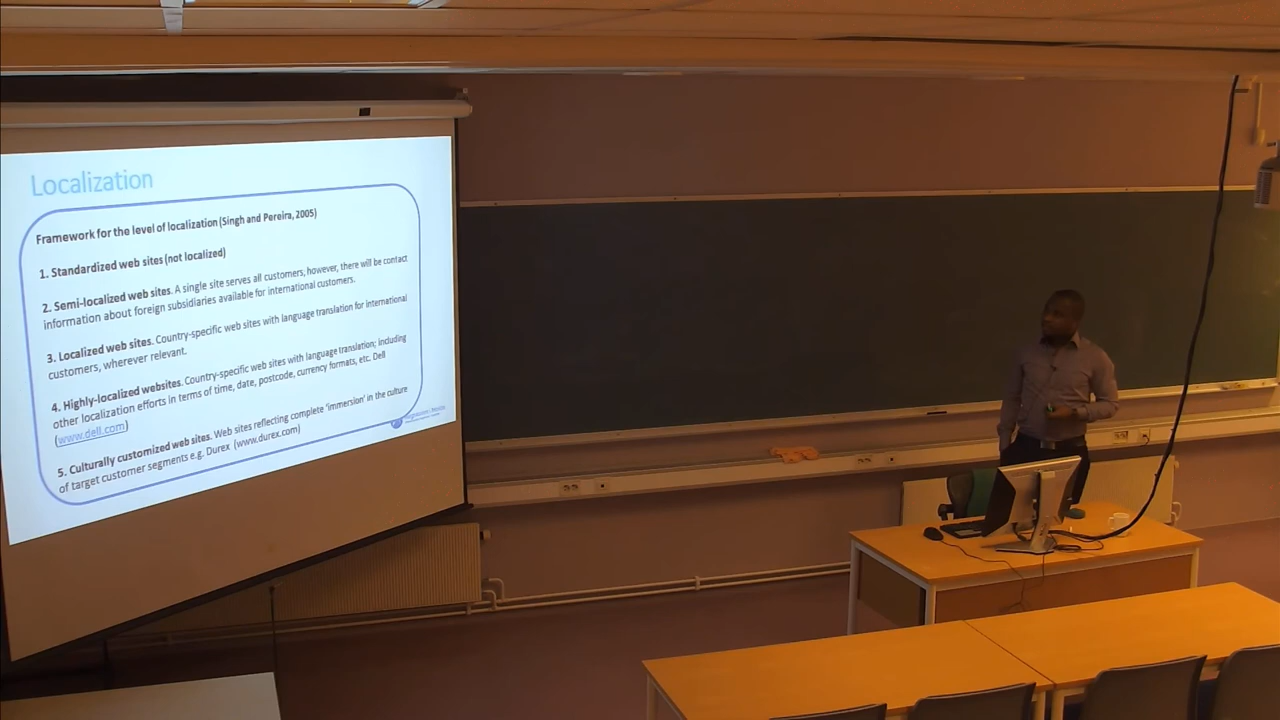 Localization
Framework for the level of localization (Singh and Pereira, 2005)
1. Standardized web sites (not localized)
2. Semi-localized web sites. A single site serves all customers, however, there will be contact
information about foreign subsidiaries available for international customers.
3. Localized web sites. Country-specific web sites with language translation for international
customers, wherever relevant.
4. Highly-localized websites. Country-specific web sites with language translation; including
other localization efforts in terms of time, date, postcode, currency formats, etc. Dell
(www.dell.com)
5. Culturally customized web sites. Web sites reflecting complete 'immersion' in the culture
of target customer segments e.g. Durex (www.durex.com)